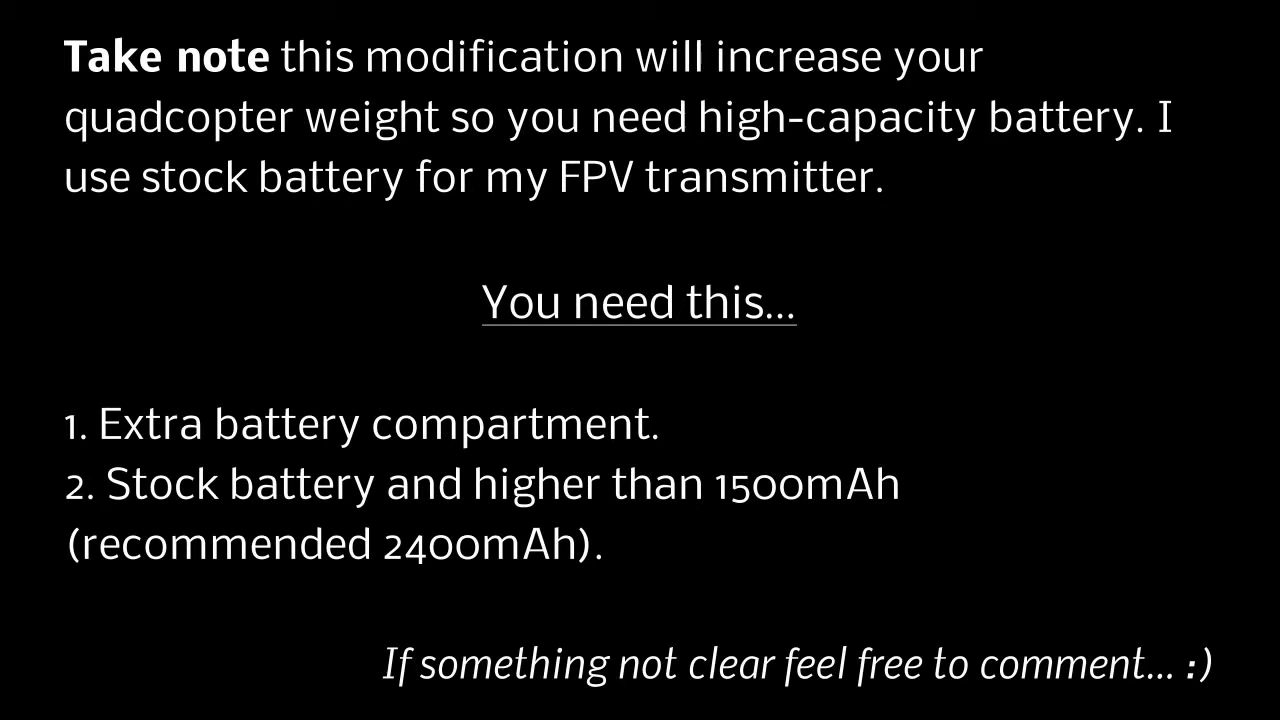 Take note this modification will increase your
quadcopter weight so you need high-capacity battery. I
use stock battery for my FPV transmitter.
You need this...
1. Extra battery compartment.
2. Stock battery and higher than 1500mAh
(recommended 2400mAh).
If something not clear feel free to comment... :)